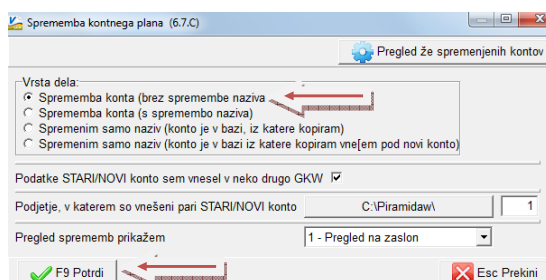 Sprememba kontnega plana (6.7.C)
Pregled že spremenjenih kontov
Vrsta dela:
Sprememba konta (brez spremembe naziva
Sprememba konta (s spremembo naziva)
Spremenim samo naziv (konto je v bazi, iz katere kopiram)
Spremenim samo naziv (konto je v bazi iz katere kopiram vne[em pod novi konto)
Podatke STARI/NOVI konto sem vnesel v neko drugo GKW
Podjetje, v katerem so vnešeni pari STARI/NOVI konto C:\Piramidaw\ 1
Pregled sprememb prikažem 1 - Pregled na zaslon
F9 Potrdi Esc Prekini